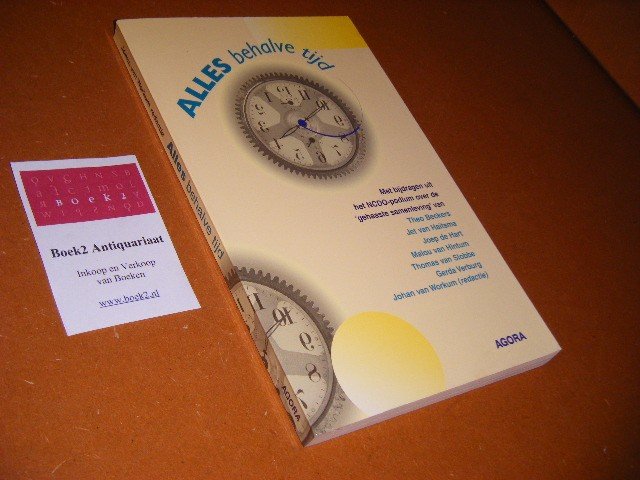 ALLES behalve tijd
Met bijdragen uit
het NCDO-podium over de
'gehaaste samenleving' van
Theo Beckers
Jet van Haitsma
Joep de Hart
Malou van Hintum
Thomas van Slobbe
Gerda Verburg
Johan van Workum (redactie)
AGORA
Alles behalve tijd
AGORA
Boek2
Boek2 Antiquariaat
Inkoop en Verkoop
van Boeken
www.boek2.nl